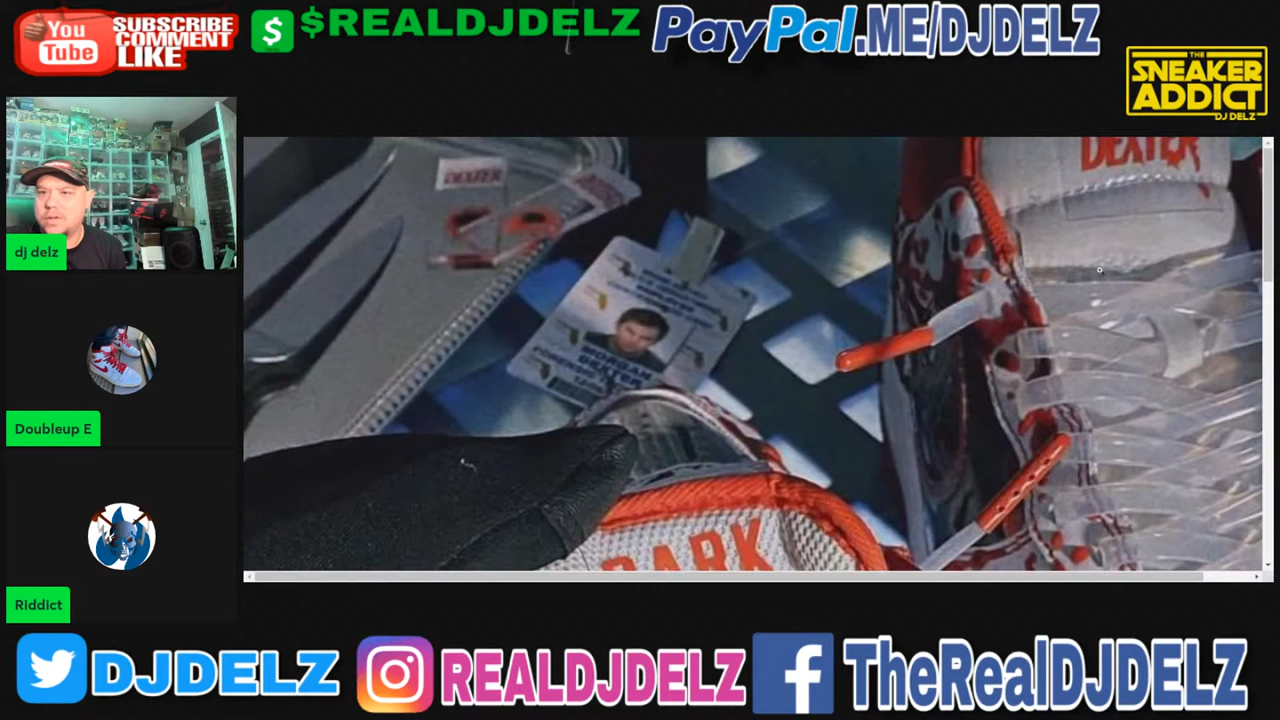 You
Tube
SUBSCRIBE
COMMENT
LIKE
$REALDJDELZ
PayPal.ME/DJDELZ
THE
SNEAKER
ADDICT
DJ DELZ
dj delz
Doubleup E
Riddict
DEXTER
DEXTER
MORGAN
DEXTER
DARK
DJDELZ
REALDJDELZ
TheRealDJDELZ